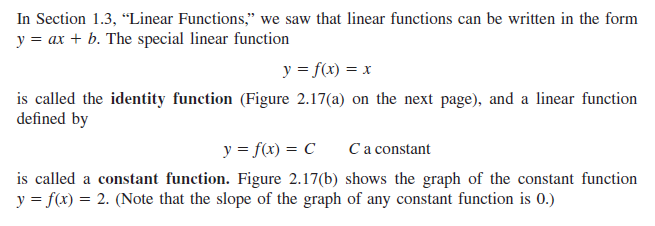 In Section 1.3, “Linear Functions,” we saw that linear functions can be written in the form
y = ax + b. The special linear function
y = f(x) = x
is called the identity function (Figure 2.17(a) on the next page), and a linear function
defined by
y = f(x) = C C a constant
is called a constant function. Figure 2.17(b) shows the graph of the constant function
y = f(x) = 2. (Note that the slope of the graph of any constant function is 0.)